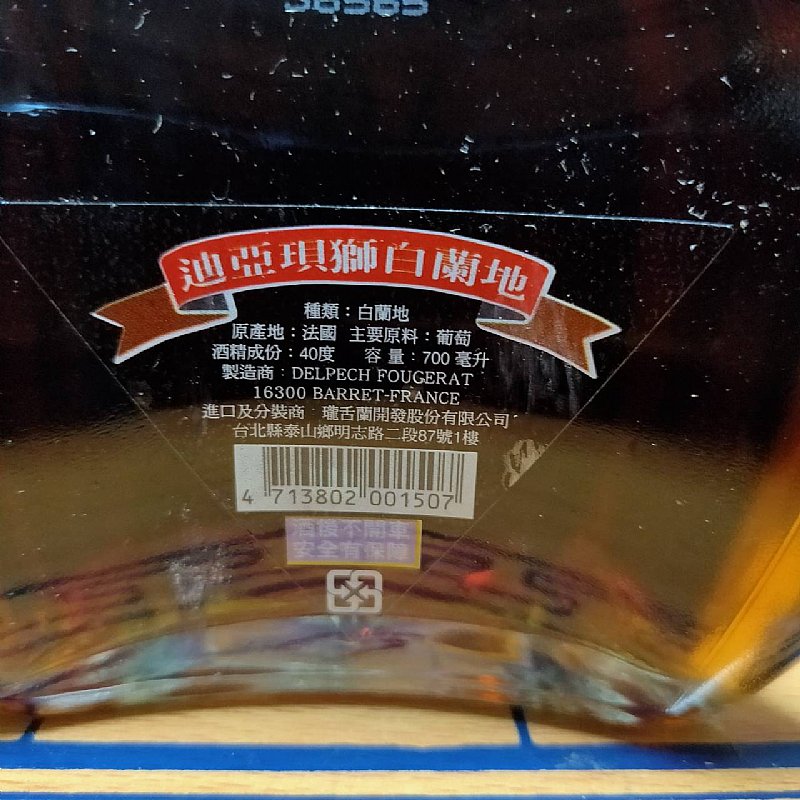 38585
迪亞琪獅白蘭地
種類：白蘭地
原產地：法國 主要原料：葡萄
酒精成份：40度 容量：700毫升
製造商：DELPECH FOUGERAT
16300 BARRET-FRANCE
進口及分裝商 瓏舌蘭開發股份有限公司
台北縣泰山鄉明志路二段87號1樓
4 713802 001507
酒後不開車
安全有保障